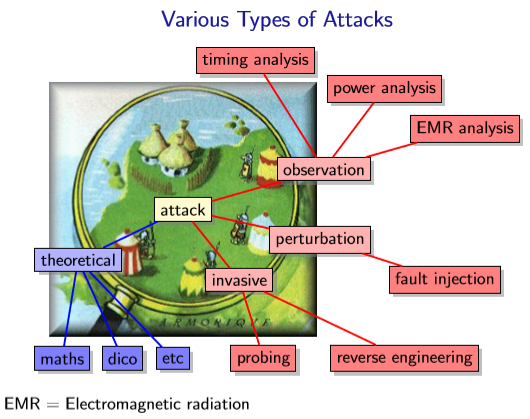 Various Types of Attacks
timing analysis
power analysis
EMR analysis
observation
attack
perturbation
theoretical
invasive
fault injection
ARMORIQUE
maths
dico
etc
probing
reverse engineering
EMR = Electromagnetic radiation